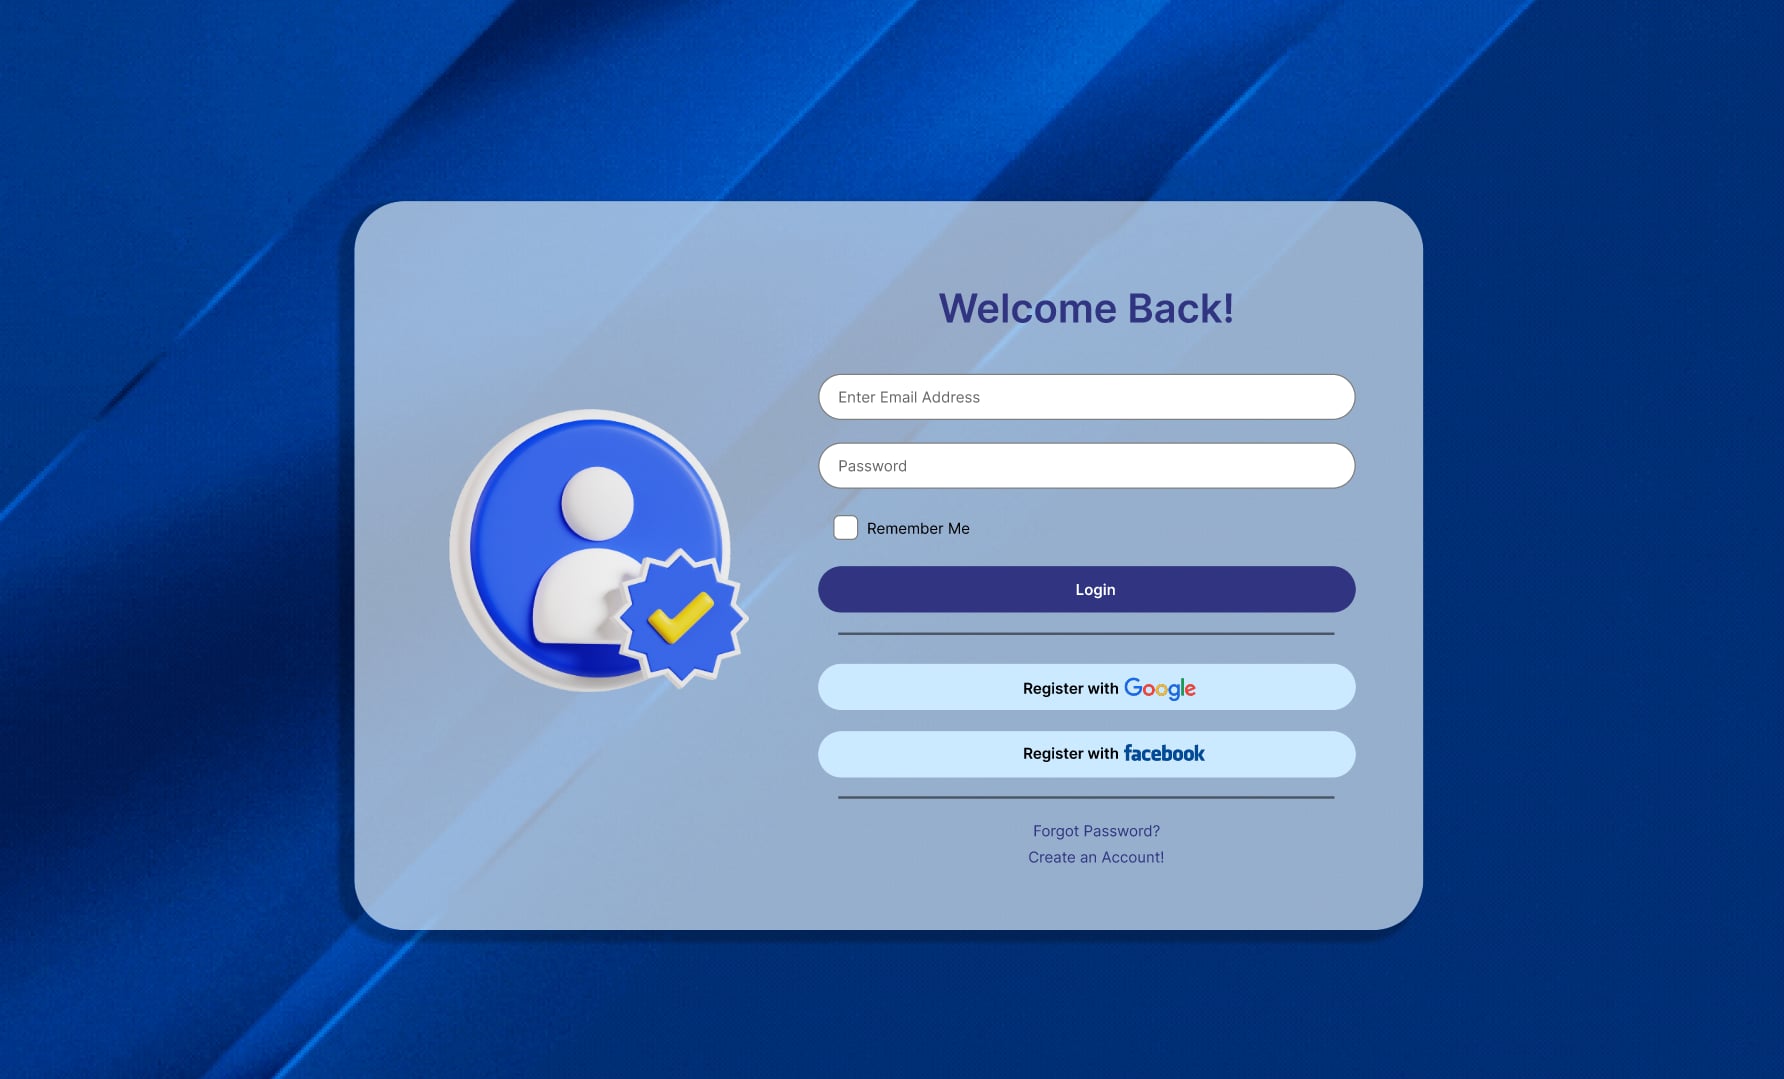 Welcome Back!
Enter Email Address
Password
Remember Me
Login
Register with Google
Register with facebook
Forgot Password?
Create an Account!